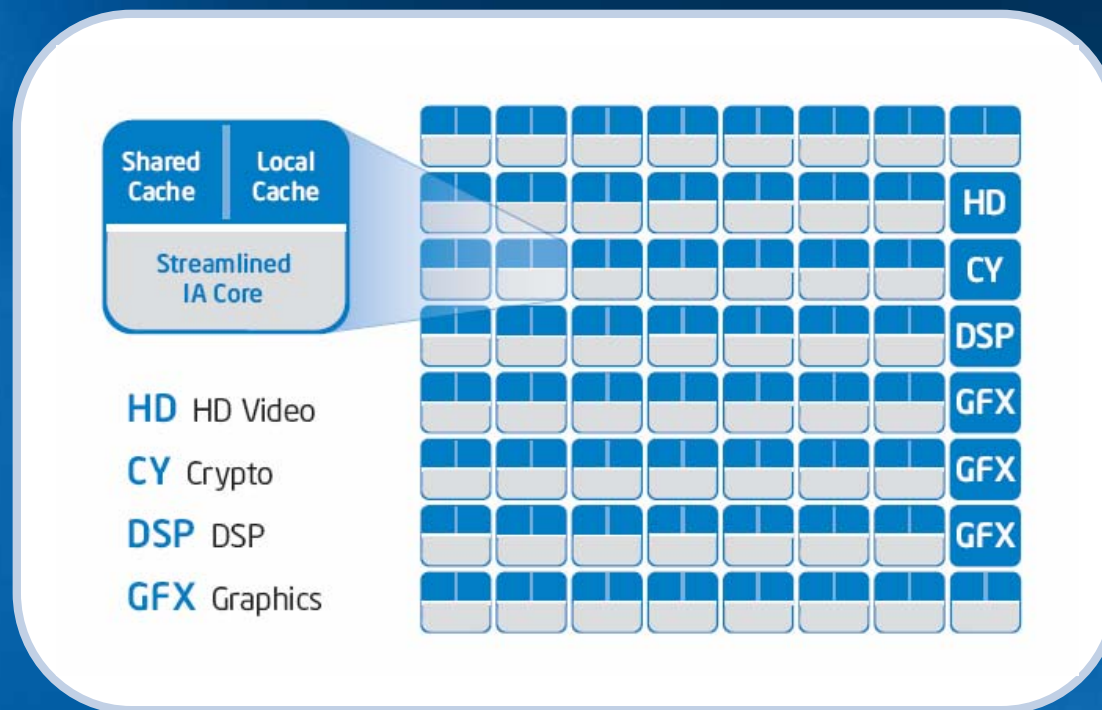 Shared
Cache
Local
Cache
Streamlined
IA Core
HD HD Video
CY Crypto
DSP DSP
GFX Graphics
HD
CY
DSP
GFX
GFX
GFX